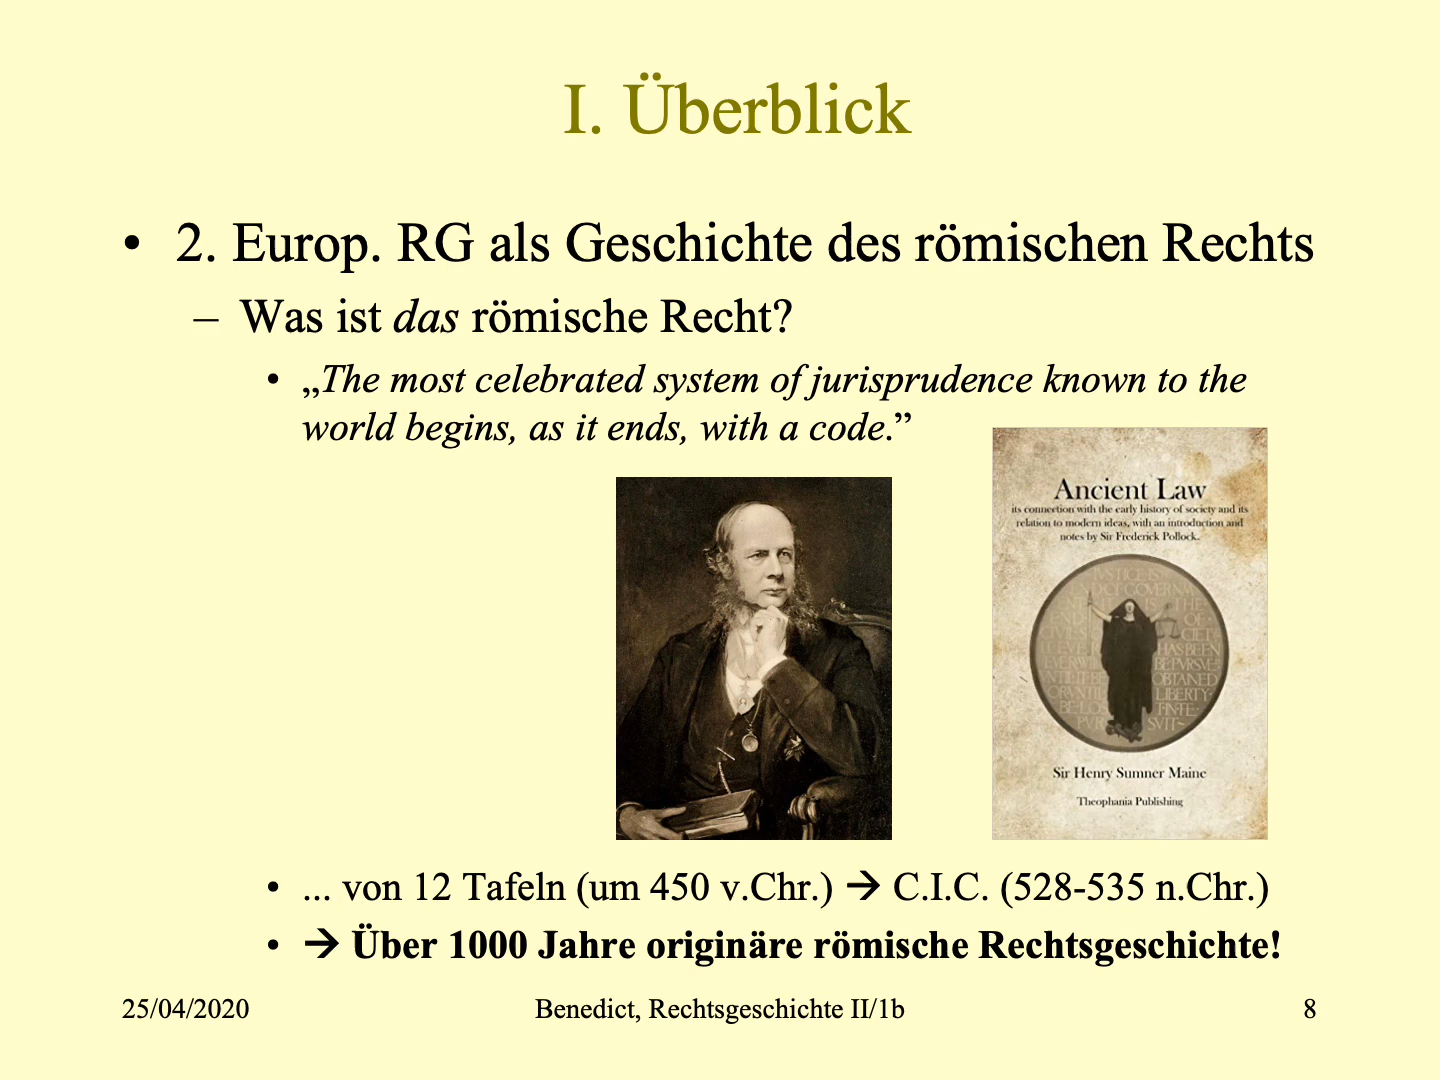 I. Überblick
• 2. Europ. RG als Geschichte des römischen Rechts
– Was ist das römische Recht?
• „The most celebrated system of jurisprudence known to the
world begins, as it ends, with a code.”
Ancient Law
its connection with the early history of society and its
relation to modern ideas, with an introduction and
notes by Sir Frederick Pollock.
HAS BEEN
OBTAINED
LIBERTY
Sir Henry Sumner Maine
Theophania Publishing
• ... von 12 Tafeln (um 450 v.Chr.) → C.I.C. (528-535 n.Chr.)
• → Über 1000 Jahre originäre römische Rechtsgeschichte!
25/04/2020
Benedict, Rechtsgeschichte II/1b
8